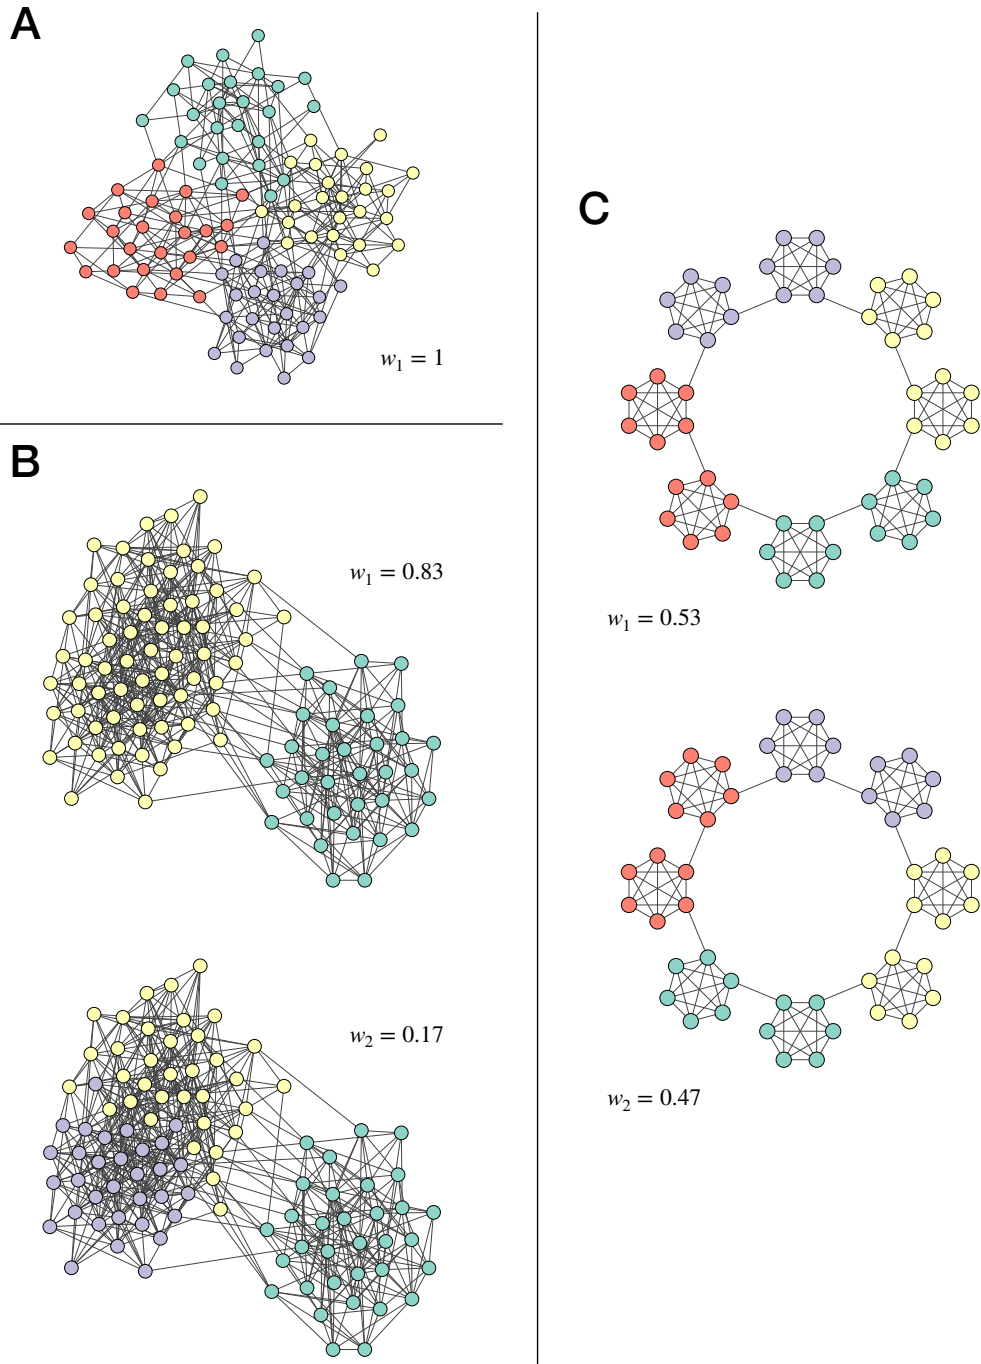 A
w₁ = 1
B
w₁ = 0.83
w₂ = 0.17
C
w₁ = 0.53
w₂ = 0.47